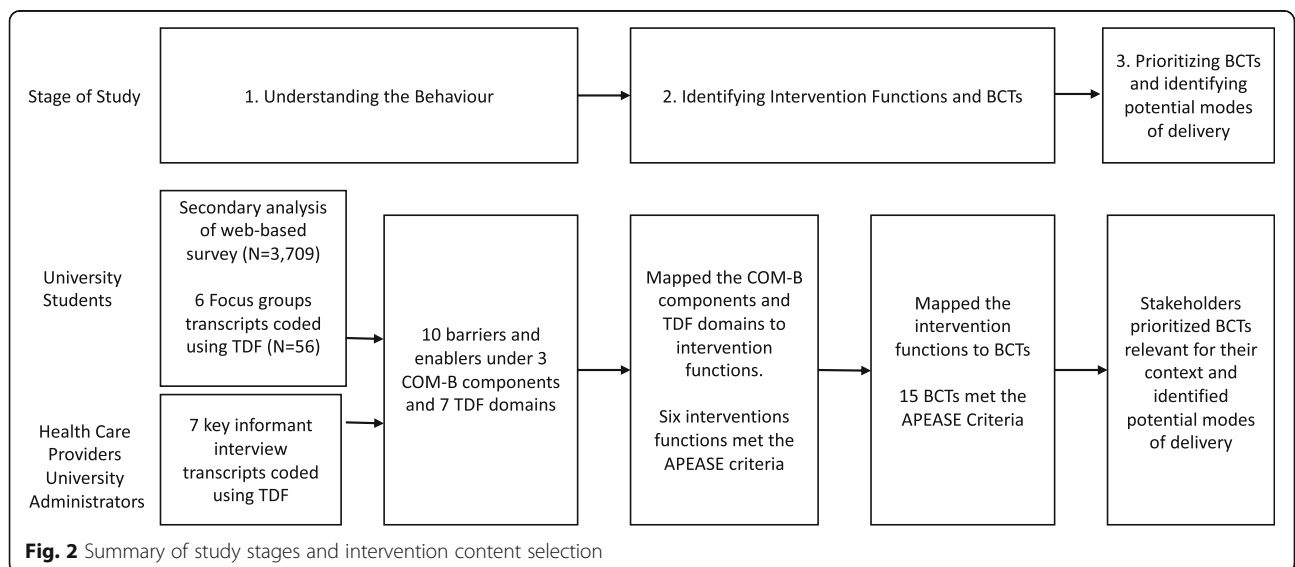 Stage of Study
1. Understanding the Behaviour
2. Identifying Intervention Functions and BCTs
3. Prioritizing BCTs
and identifying
potential modes
of delivery
University
Students
Secondary analysis
of web-based
survey (N=3,709)
6 Focus groups
transcripts coded
using TDF (N=56)
Health Care
Providers
University
Administrators
7 key informant
interview
transcripts coded
using TDF
10 barriers and
enablers under 3
COM-B components
and 7 TDF domains
Mapped the COM-B
components and
TDF domains to
intervention
functions.
Six interventions
functions met the
APEASE criteria
Mapped the
intervention
functions to BCTs
15 BCTs met the
APEASE Criteria
Stakeholders
prioritized BCTs
relevant for their
context and
identified
potential modes
of delivery
Fig. 2 Summary of study stages and intervention content selection